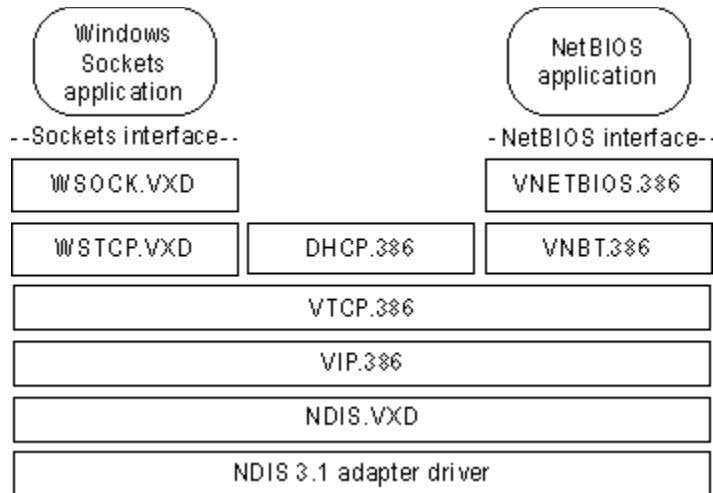 Windows
Sockets
application
NetBIOS
application
--Sockets interface--
-NetBIOS interface--
WSOCK.VXD
VNETBIOS.386
WSTCP.VXD
DHCP.386
VNBT.386
VTCP.386
VIP.386
NDIS.VXD
NDIS 3.1 adapter driver